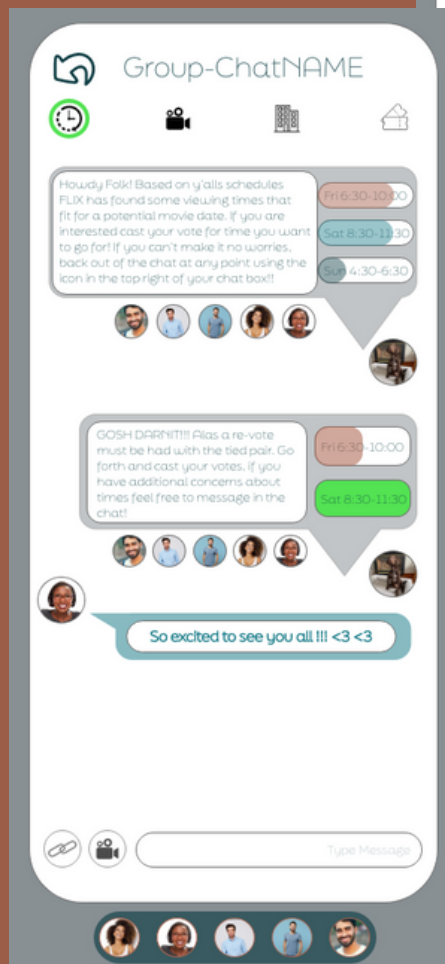 Group-ChatNAME
Howdy Folk! Based on y'alls schedules
FLIX has found some viewing times that
fit for a potential movie date. If you are
interested cast your vote for time you want
to go for! If you can't make it no worries,
back out of the chat at any point using the
icon in the top right of your chat box!!
Fri 6:30-10:00
Sat 8:30-11:30
Sun 4:30-6:30
GOSH DARNIT!!! Alas a re-vote
must be had with the tied pair. Go
forth and cast your votes, if you
have additional concerns about
times feel free to message in the
chat!
Fri 6:30-10:00
Sat 8:30-11:30
So excited to see you all !!! <3 <3
Type Message